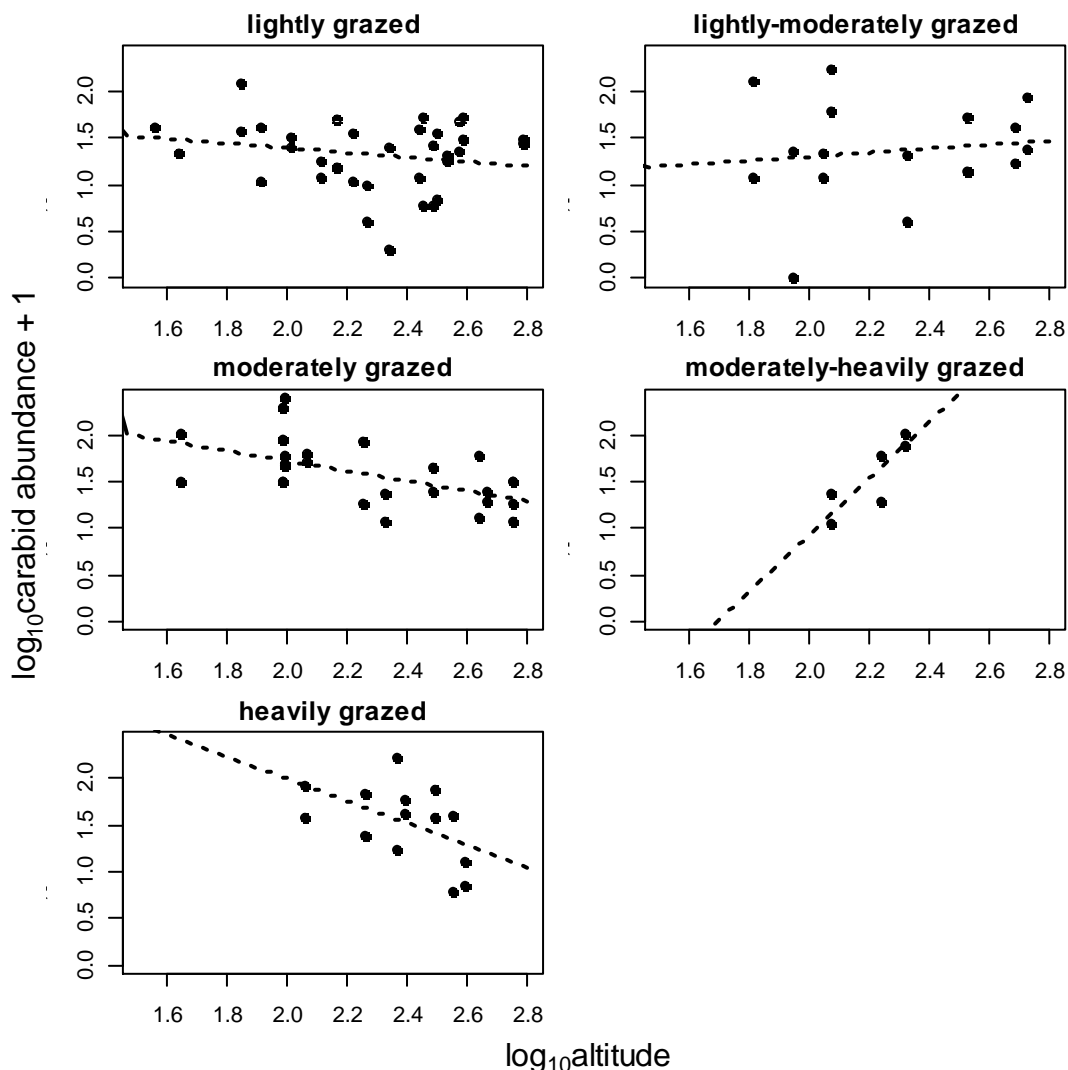 lightly grazed
0.0 0.5 1.0 1.5 2.0
1.6 1.8 2.0 2.2 2.4 2.6 2.8
lightly-moderately grazed
0.0 0.5 1.0 1.5 2.0
1.6 1.8 2.0 2.2 2.4 2.6 2.8
moderately grazed
0.0 0.5 1.0 1.5 2.0
1.6 1.8 2.0 2.2 2.4 2.6 2.8
moderately-heavily grazed
0.0 0.5 1.0 1.5 2.0
1.6 1.8 2.0 2.2 2.4 2.6 2.8
heavily grazed
0.0 0.5 1.0 1.5 2.0
1.6 1.8 2.0 2.2 2.4 2.6 2.8
log₁₀carabid abundance + 1
log₁₀altitude